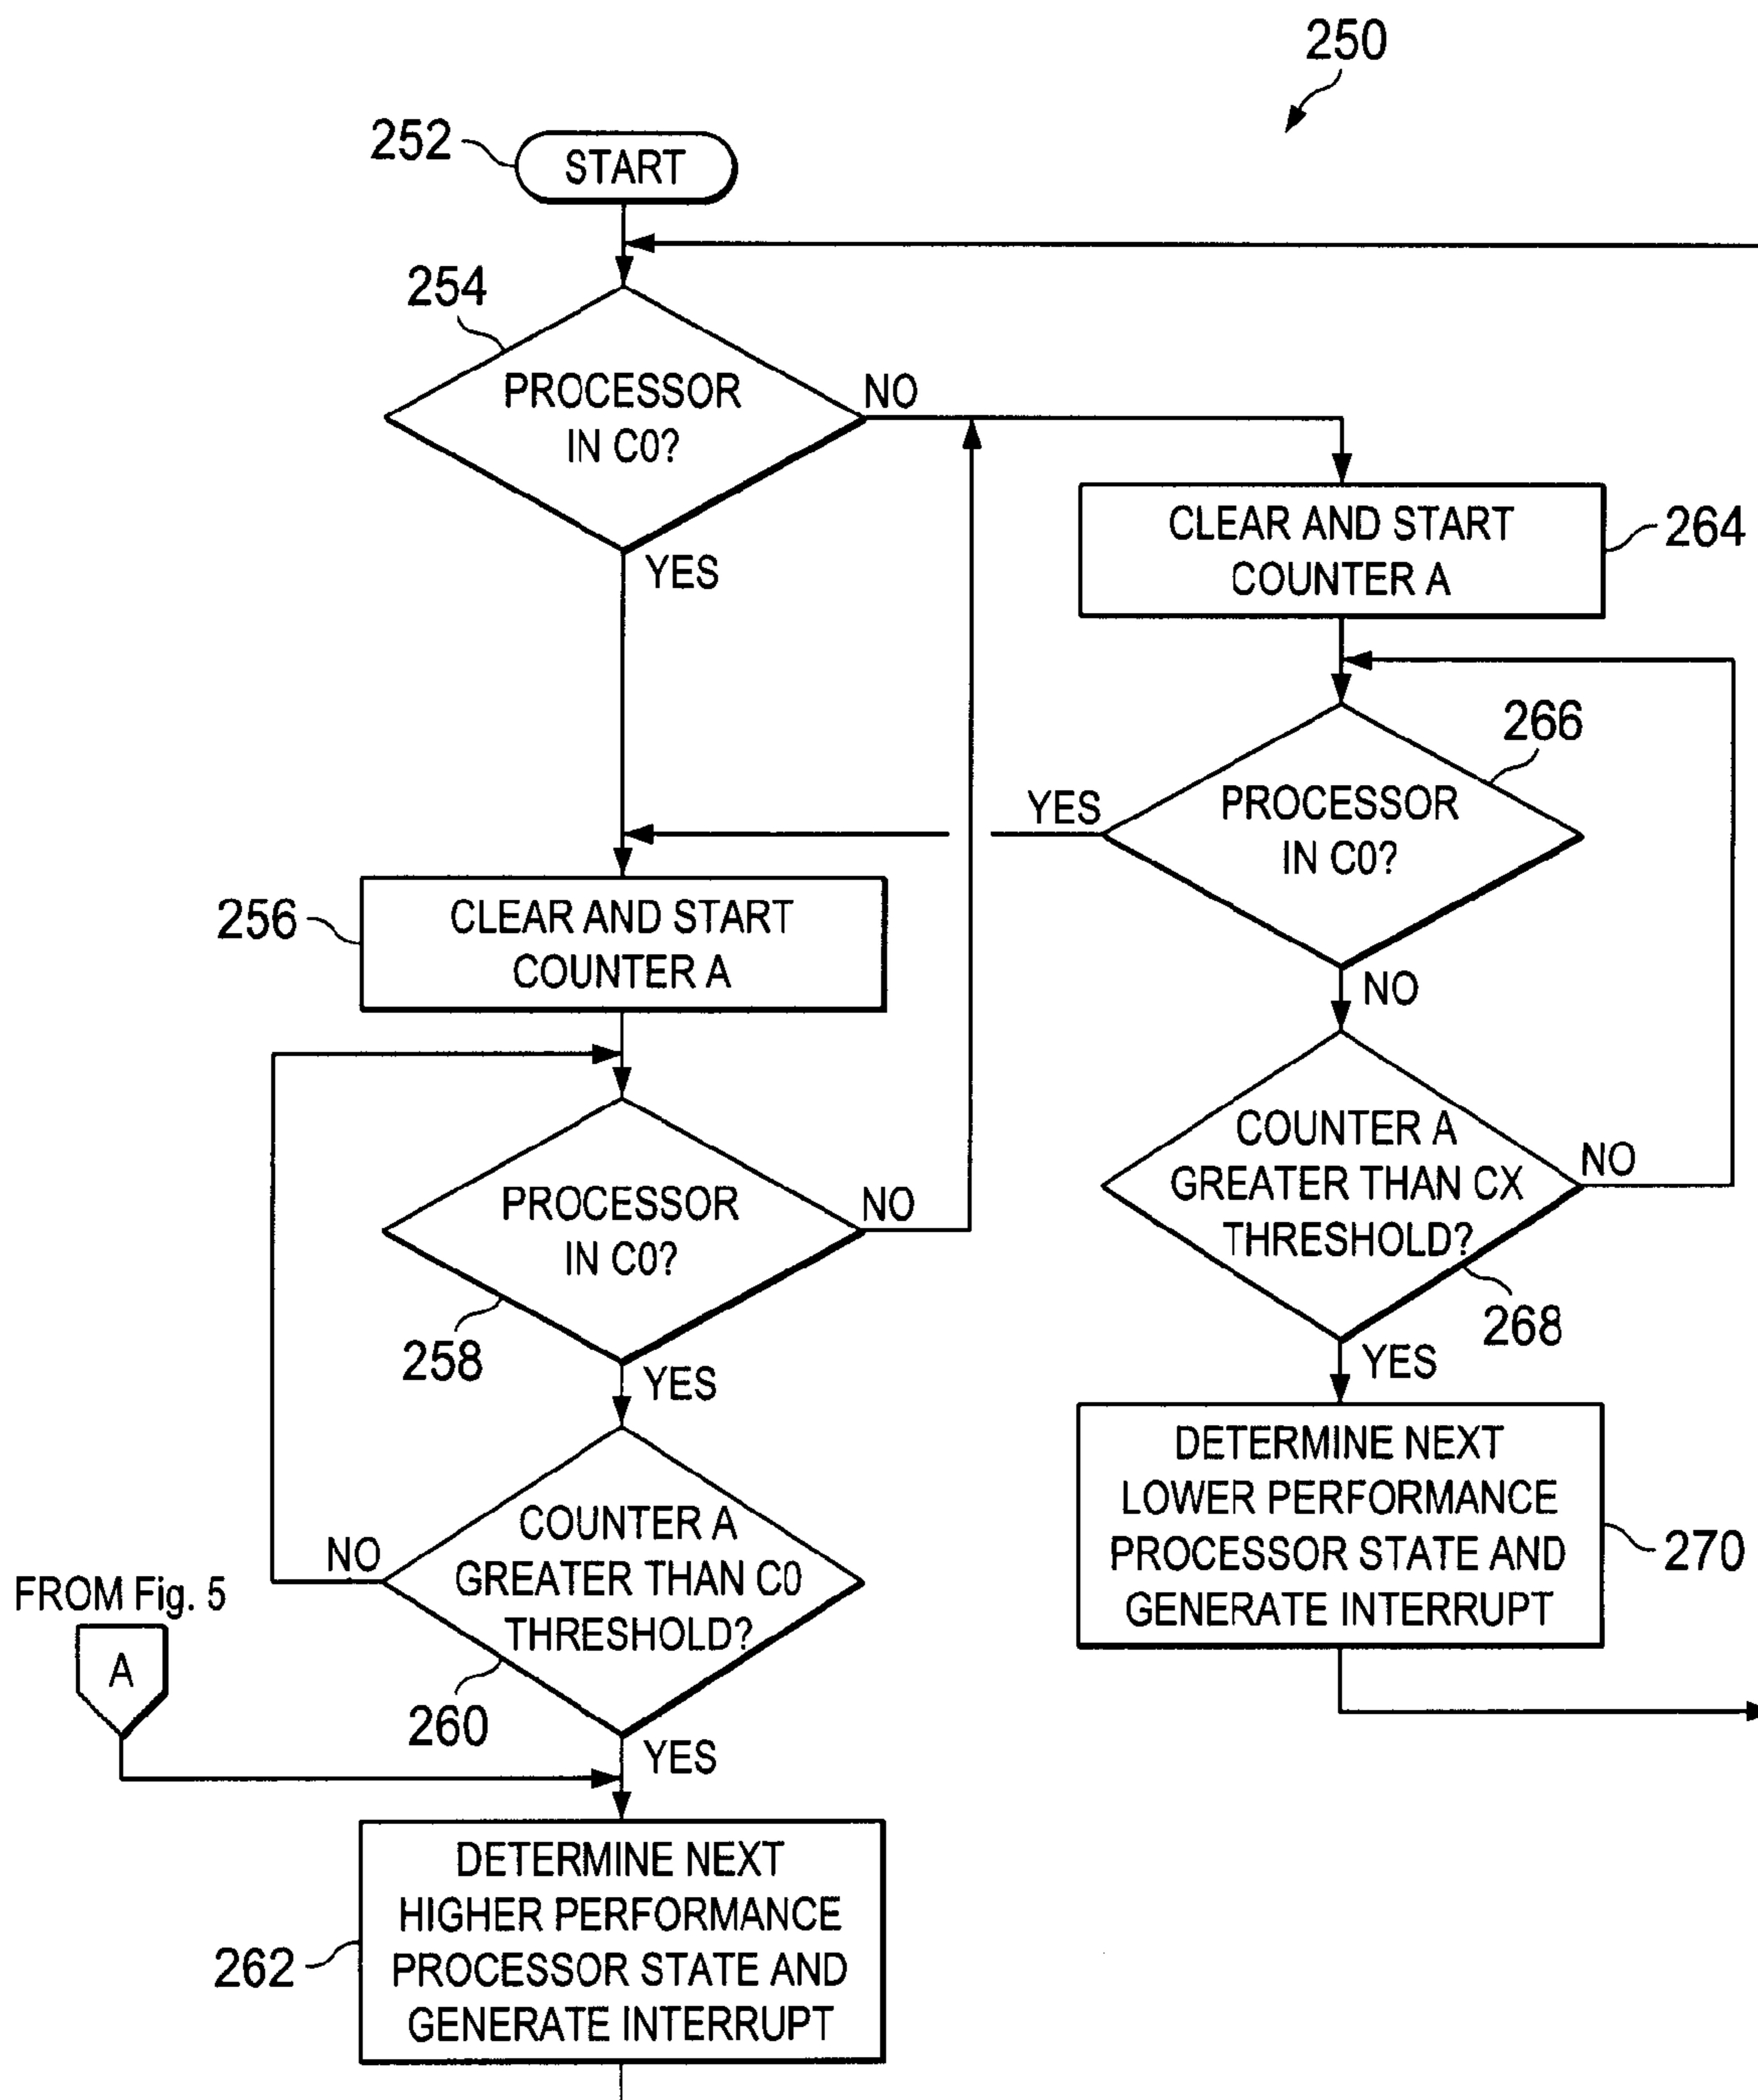 250
252
START
254
PROCESSOR
IN C0?
NO
YES
CLEAR AND START
COUNTER A
264
266
PROCESSOR
IN C0?
YES
NO
256
CLEAR AND START
COUNTER A
PROCESSOR
IN C0?
NO
258
YES
COUNTER A
GREATER THAN CX
THRESHOLD?
NO
268
YES
COUNTER A
GREATER THAN C0
THRESHOLD?
NO
260
YES
DETERMINE NEXT
LOWER PERFORMANCE
PROCESSOR STATE AND
GENERATE INTERRUPT
270
FROM Fig. 5
A
262
DETERMINE NEXT
HIGHER PERFORMANCE
PROCESSOR STATE AND
GENERATE INTERRUPT